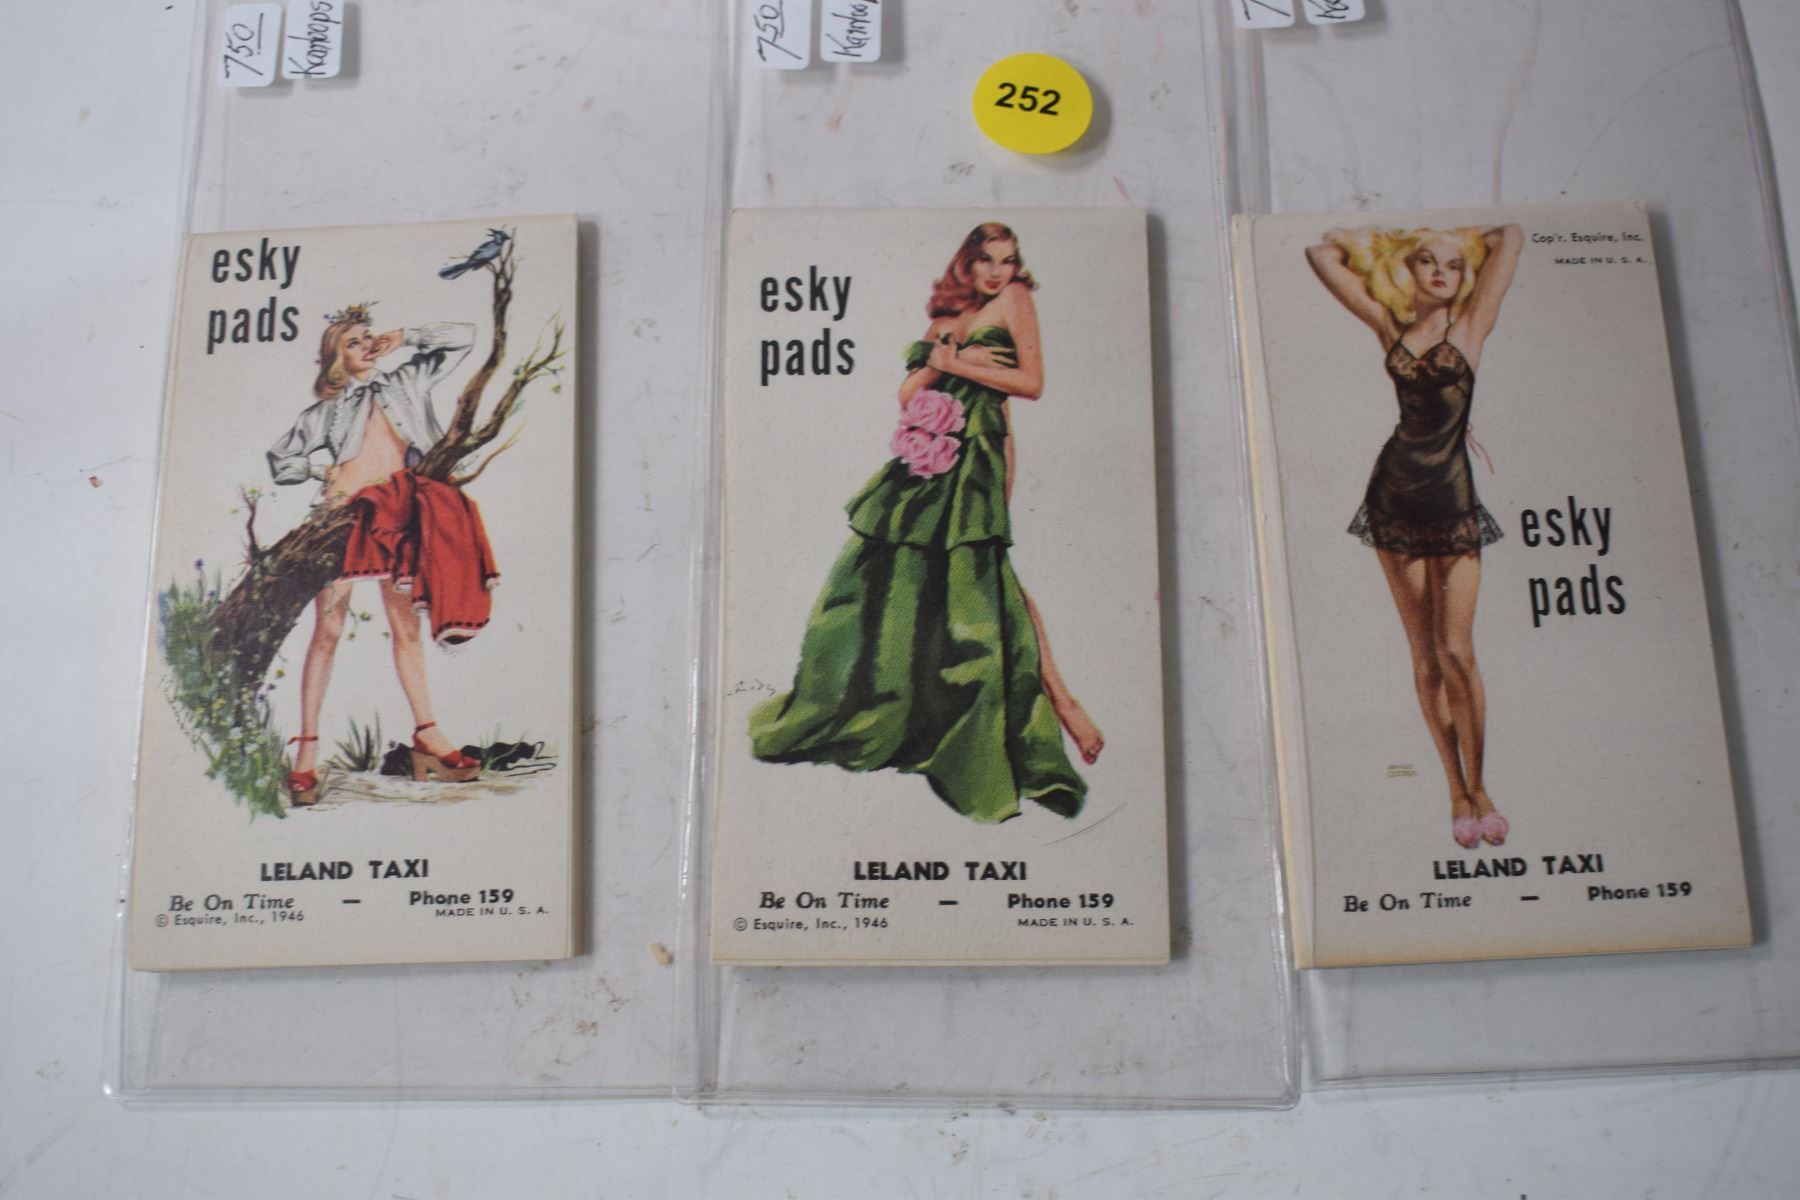 750
Kamloops
750
252
esky
pads
LELAND TAXI
Be On Time — Phone 159
© Esquire, Inc., 1946
MADE IN U. S. A.
esky
pads
LELAND TAXI
Be On Time — Phone 159
© Esquire, Inc., 1946
MADE IN U. S. A.
Cop'r. Esquire, Inc.
MADE IN U. S. A.
esky
pads
LELAND TAXI
Be On Time — Phone 159